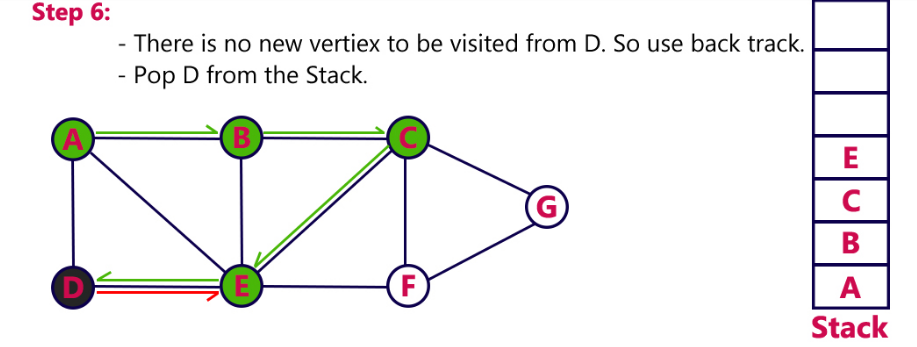 Step 6:
- There is no new vertiex to be visited from D. So use back track.
- Pop D from the Stack.
A
B
C
G
D
E
F
E
C
B
A
Stack